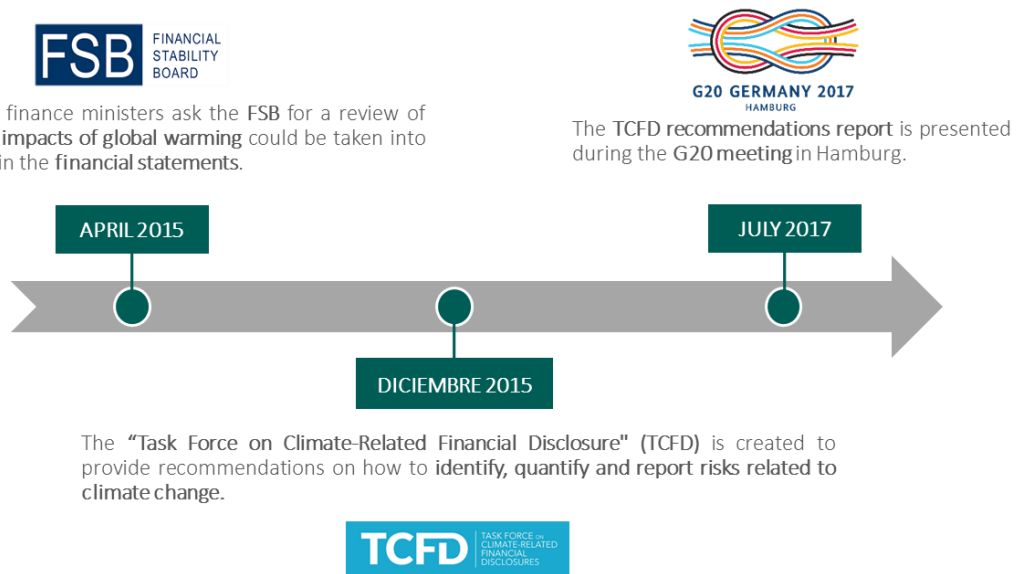 FSB FINANCIAL
STABILITY
BOARD
finance ministers ask the FSB for a review of
impacts of global warming could be taken into
in the financial statements.
G20 GERMANY 2017
HAMBURG
The TCFD recommendations report is presented
during the G20 meeting in Hamburg.
APRIL 2015
JULY 2017
DICIEMBRE 2015
The “Task Force on Climate-Related Financial Disclosure" (TCFD) is created to
provide recommendations on how to identify, quantify and report risks related to
climate change.
TCFD TASK FORCE ON
CLIMATE-RELATED
FINANCIAL
DISCLOSURES